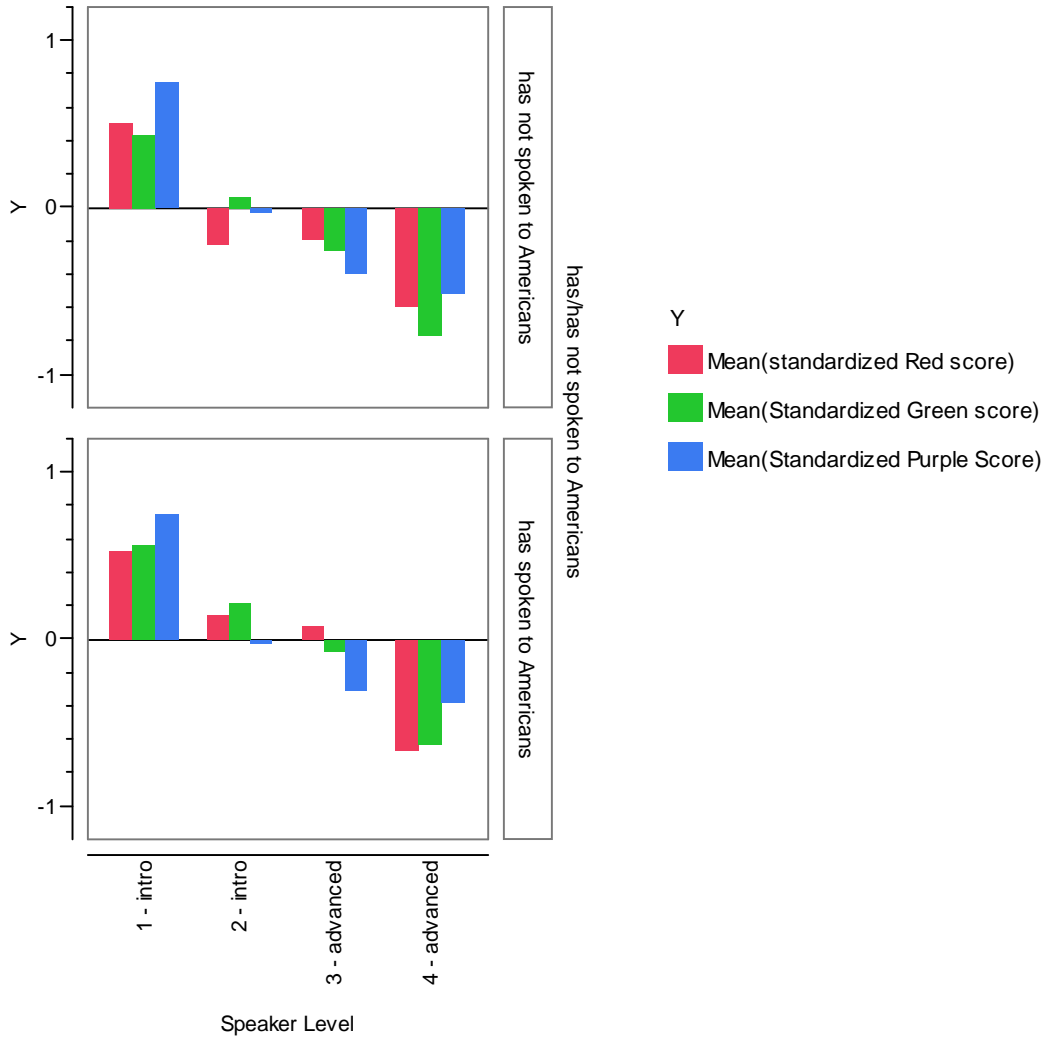 1
0
-1
Y
has not spoken to Americans
1
0
-1
Y
has spoken to Americans
has/has not spoken to Americans
1 - intro
2 - intro
3 - advanced
4 - advanced
Speaker Level
Y
Mean(standardized Red score)
Mean(Standardized Green score)
Mean(Standardized Purple Score)